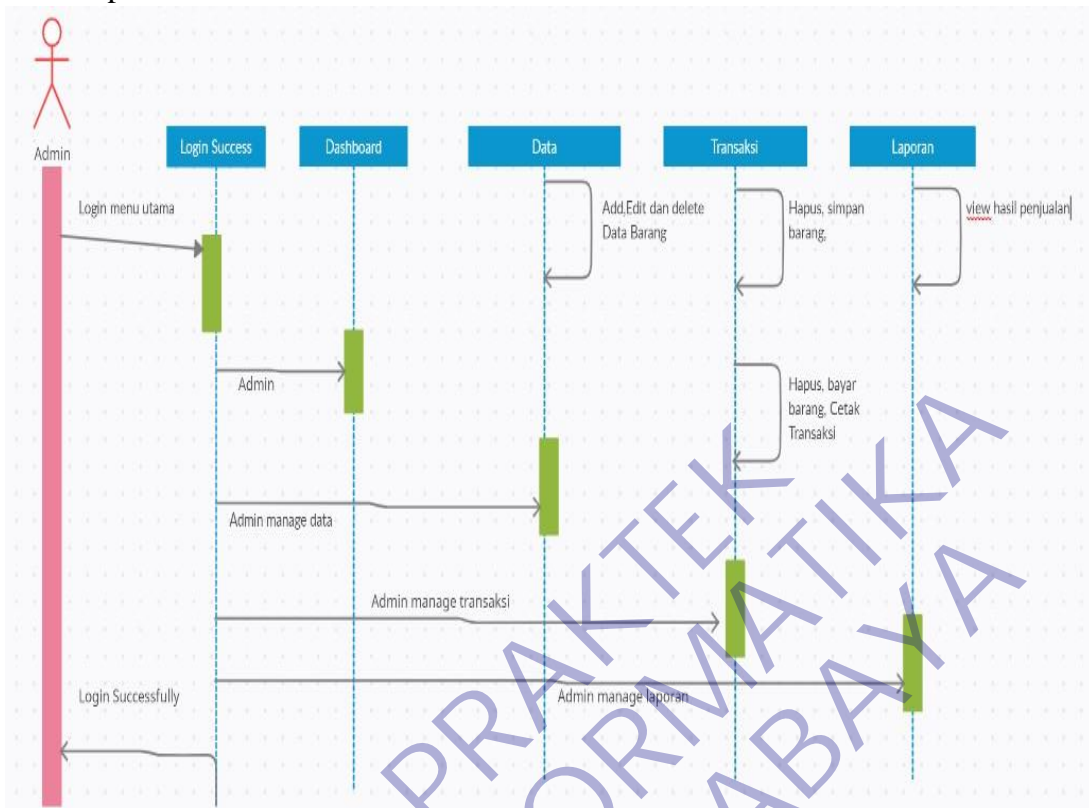 Admin
Login Success
Dashboard
Data
Transaksi
Laporan
Login menu utama
Add,Edit dan delete
Data Barang
Hapus, simpan
barang,
view hasil penjualan
Admin
Hapus, bayar
barang, Cetak
Transaksi
Admin manage data
Admin manage transaksi
Login Successfully
Admin manage laporan
PRAKTEK
ORMATIKA
ABAYA